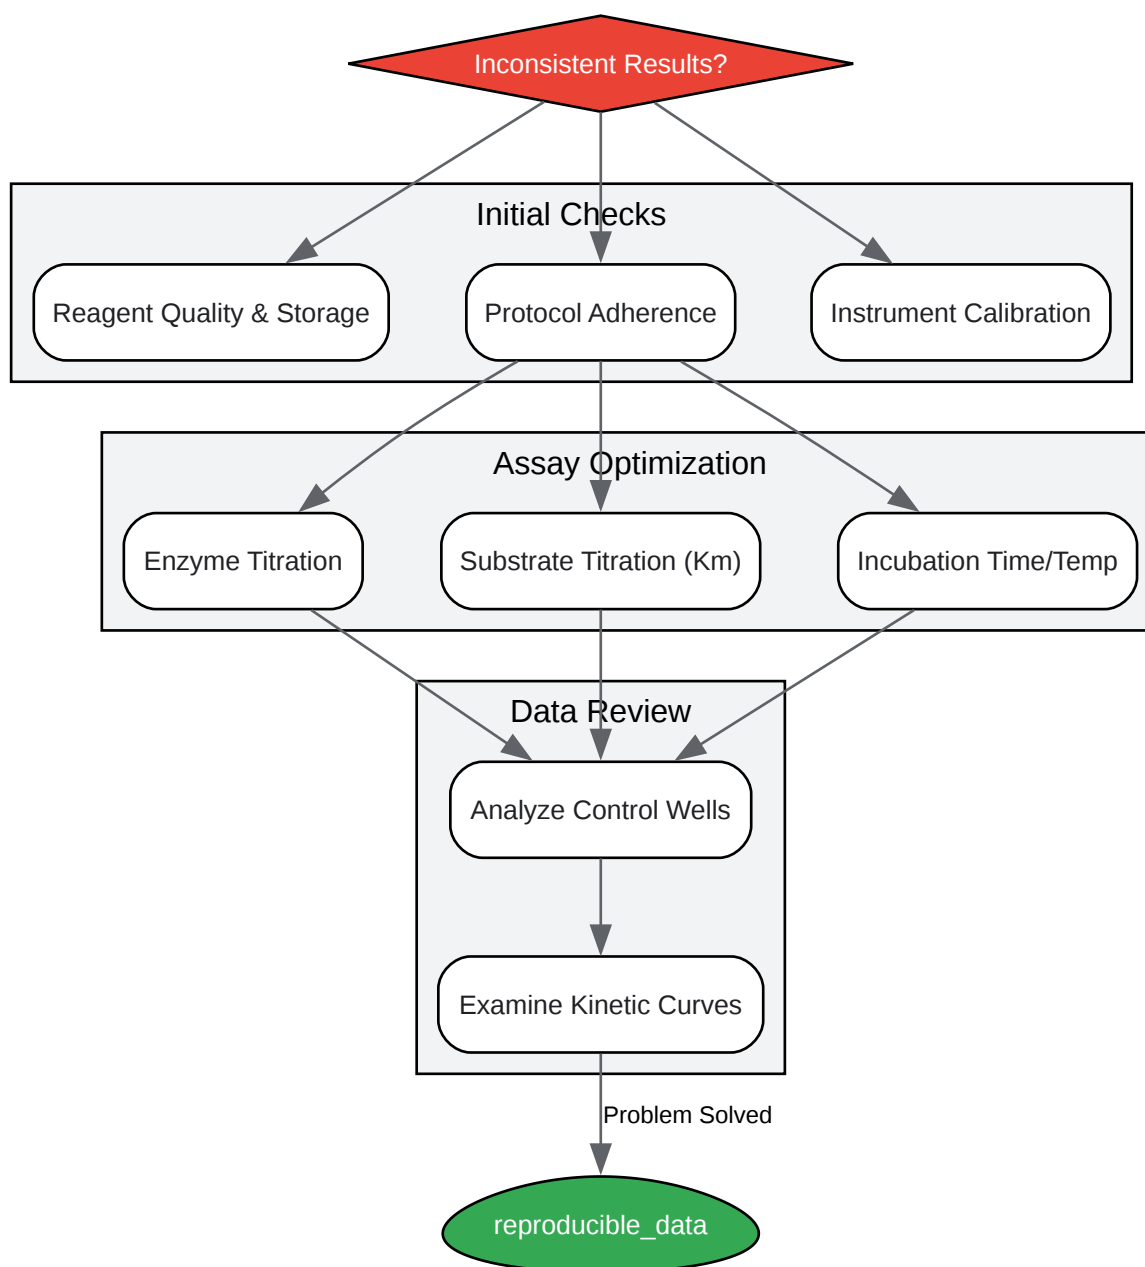 Inconsistent Results?
Initial Checks
Reagent Quality & Storage
Protocol Adherence
Instrument Calibration
Assay Optimization
Enzyme Titration
Substrate Titration (Km)
Incubation Time/Temp
Data Review
Analyze Control Wells
Examine Kinetic Curves
Problem Solved
reproducible_data